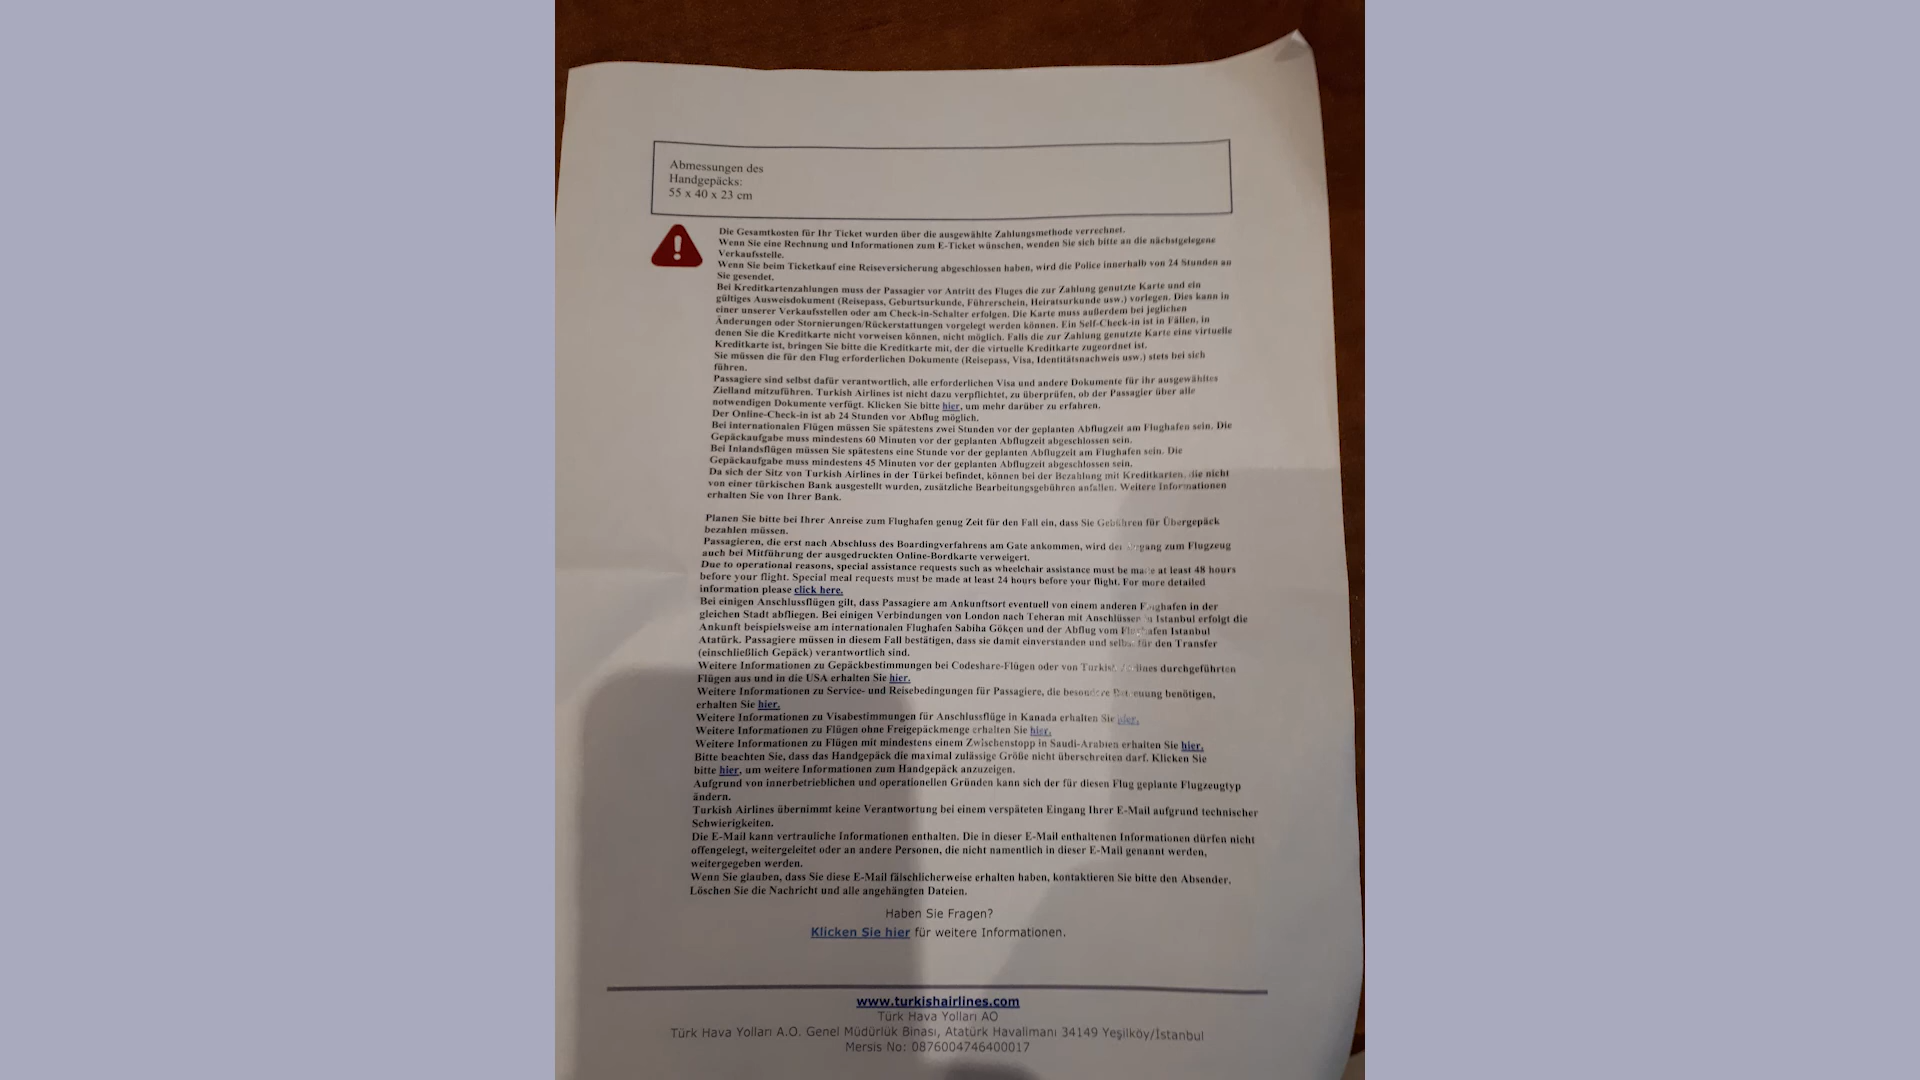 Abmessungen des
Handgepäcks:
55 x 40 x 23 cm
Die Gesamtkosten für Ihr Ticket wurden über die ausgewählte Zahlungsmethode verrechnet.
Wenn Sie eine Rechnung und Informationen zum E-Ticket wünschen, wenden Sie sich bitte an die nächstgelegene
Verkaufsstelle.
Wenn Sie beim Ticketkauf eine Reiseversicherung abgeschlossen haben, wird die Police innerhalb von 24 Stunden an
Sie gesendet.
Bei Kreditkartenzahlungen muss der Passagier vor Antritt des Fluges die zur Zahlung genutzte Karte und ein
gültiges Ausweisdokument (Reisepass, Geburtsurkunde, Führerschein, Heiratsurkunde usw.) vorlegen. Dies kann in
einer unserer Verkaufsstellen oder am Check-in-Schalter erfolgen. Die Karte muss außerdem bei jeglichen
Änderungen oder Stornierungen/Rückerstattungen vorgelegt werden können. Ein Self-Check-in ist in Fällen, in
denen Sie die Kreditkarte nicht vorweisen können, nicht möglich. Falls die zur Zahlung genutzte Karte eine virtuelle
Kreditkarte ist, bringen Sie bitte die Kreditkarte mit, der die virtuelle Kreditkarte zugeordnet ist.
Sie müssen die für den Flug erforderlichen Dokumente (Reisepass, Visa, Identitätsnachweis usw.) stets bei sich
führen.
Passagiere sind selbst dafür verantwortlich, alle erforderlichen Visa und andere Dokumente für ihr ausgewähltes
Zielland mitzuführen. Turkish Airlines ist nicht dazu verpflichtet, zu überprüfen, ob der Passagier über alle
notwendigen Dokumente verfügt. Klicken Sie bitte hier, um mehr darüber zu erfahren.
Der Online-Check-in ist ab 24 Stunden vor Abflug möglich.
Bei internationalen Flügen müssen Sie spätestens zwei Stunden vor der geplanten Abflugzeit am Flughafen sein. Die
Gepäckaufgabe muss mindestens 60 Minuten vor der geplanten Abflugzeit abgeschlossen sein.
Bei Inlandsflügen müssen Sie spätestens eine Stunde vor der geplanten Abflugzeit am Flughafen sein. Die
Gepäckaufgabe muss mindestens 45 Minuten vor der geplanten Abflugzeit abgeschlossen sein.
Da sich der Sitz von Turkish Airlines in der Türkei befindet, können bei der Bezahlung mit Kreditkarten, die nicht
von einer türkischen Bank ausgestellt wurden, zusätzliche Bearbeitungsgebühren anfallen. Weitere Informationen
erhalten Sie von Ihrer Bank.
Planen Sie bitte bei Ihrer Anreise zum Flughafen genug Zeit für den Fall ein, dass Sie Gebühren für Übergepäck
bezahlen müssen.
Passagieren, die erst nach Abschluss des Boardingverfahrens am Gate ankommen, wird der zum Flugzeug
auch bei Mitführung der ausgedruckten Online-Bordkarte verweigert.
Due to operational reasons, special assistance requests such as wheelchair assistance must be made at least 48 hours
before your flight. Special meal requests must be made at least 24 hours before your flight. For more detailed
information please click here.
Bei einigen Anschlussflügen gilt, dass Passagiere am Ankunftsort eventuell von einem anderen Flughafen in der
gleichen Stadt abfliegen. Bei einigen Verbindungen von London nach Teheran mit Anschlüssen in Istanbul erfolgt die
Ankunft beispielsweise am internationalen Flughafen Sabiha Gökçen und der Abflug vom Flughafen Istanbul
Atatürk. Passagiere müssen in diesem Fall bestätigen, dass sie damit einverstanden und selbst für den Transfer
(einschließlich Gepäck) verantwortlich sind.
Weitere Informationen zu Gepäckbestimmungen bei Codeshare-Flügen oder von Turkish Airlines durchgeführten
Flügen aus und in die USA erhalten Sie hier.
Weitere Informationen zu Service- und Reisebedingungen für Passagiere, die besondere Betreuung benötigen,
erhalten Sie hier.
Weitere Informationen zu Visabestimmungen für Anschlussflüge in Kanada erhalten Sie hier.
Weitere Informationen zu Flügen ohne Freigepäckmenge erhalten Sie hier.
Weitere Informationen zu Flügen mit mindestens einem Zwischenstopp in Saudi-Arabien erhalten Sie hier.
Bitte beachten Sie, dass das Handgepäck die maximal zulässige Größe nicht überschreiten darf. Klicken Sie
bitte hier, um weitere Informationen zum Handgepäck anzuzeigen.
Aufgrund von innerbetrieblichen und operationellen Gründen kann sich der für diesen Flug geplante Flugzeugtyp
ändern.
Turkish Airlines übernimmt keine Verantwortung bei einem verspäteten Eingang Ihrer E-Mail aufgrund technischer
Schwierigkeiten.
Die E-Mail kann vertrauliche Informationen enthalten. Die in dieser E-Mail enthaltenen Informationen dürfen nicht
offengelegt, weitergeleitet oder an andere Personen, die nicht namentlich in dieser E-Mail genannt werden,
weitergegeben werden.
Wenn Sie glauben, dass Sie diese E-Mail fälschlicherweise erhalten haben, kontaktieren Sie bitte den Absender.
Löschen Sie die Nachricht und alle angehängten Dateien.
Haben Sie Fragen?
Klicken Sie hier für weitere Informationen.
www.turkishairlines.com
Türk Hava Yolları AO
Türk Hava Yolları A.O. Genel Müdürlük Binası, Atatürk Havalimanı 34149 Yeşilköy/İstanbul
Mersis No: 0876004746400017